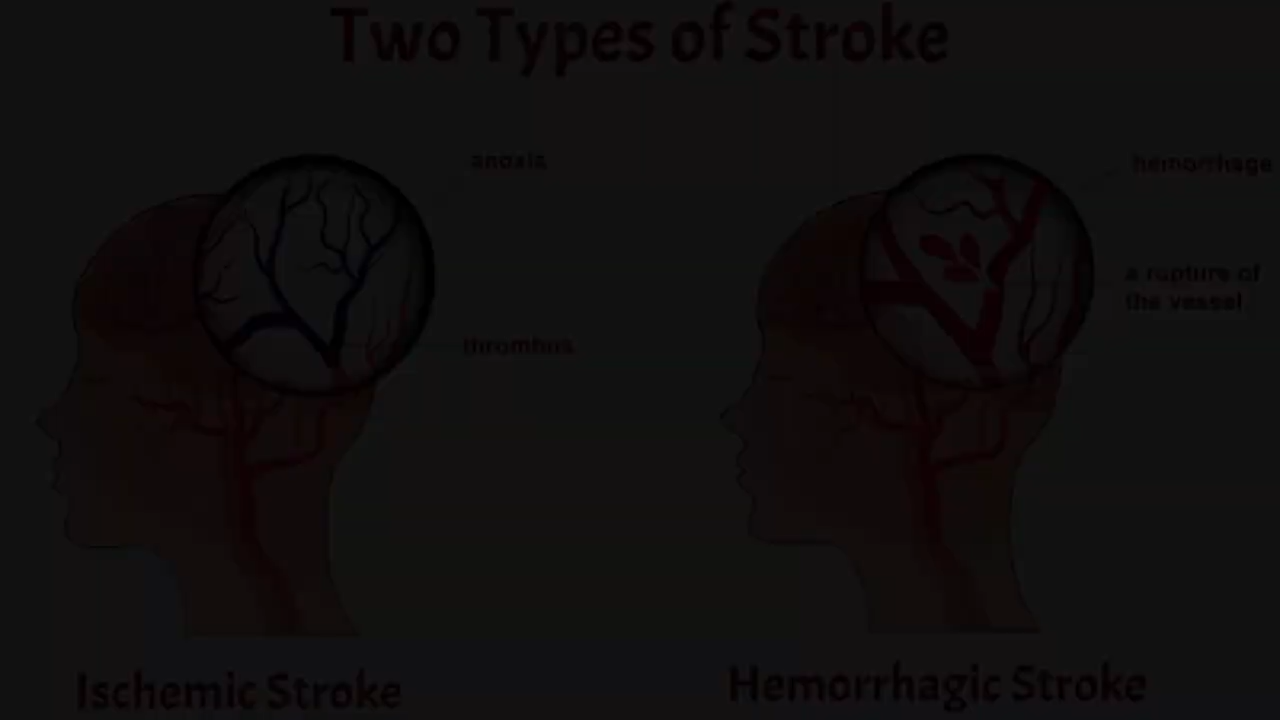 Two Types of Stroke
anoxia
hemorrhage
a rupture of
the vessel
thrombus
Ischemic Stroke
Hemorrhagic Stroke